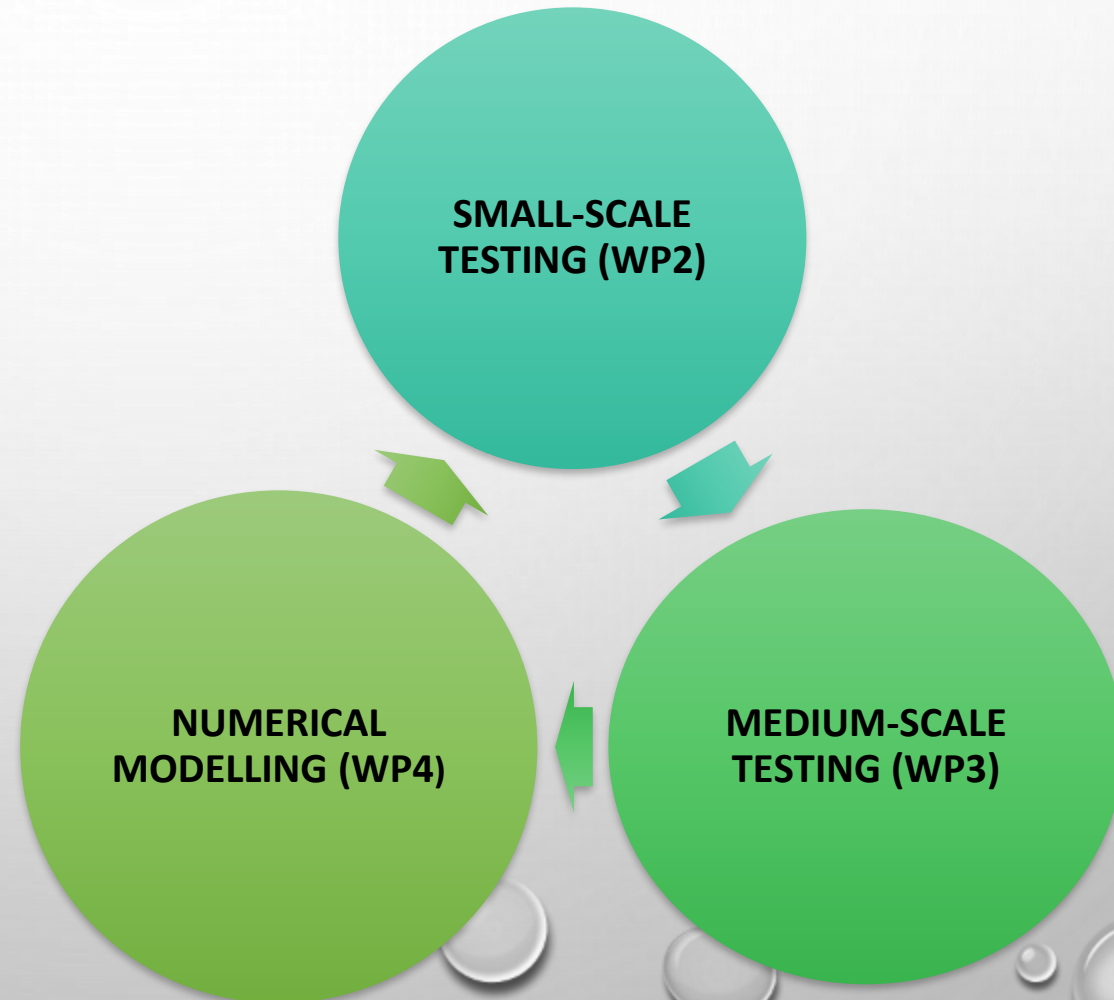 SMALL-SCALE
TESTING (WP2)
NUMERICAL
MODELLING (WP4)
MEDIUM-SCALE
TESTING (WP3)